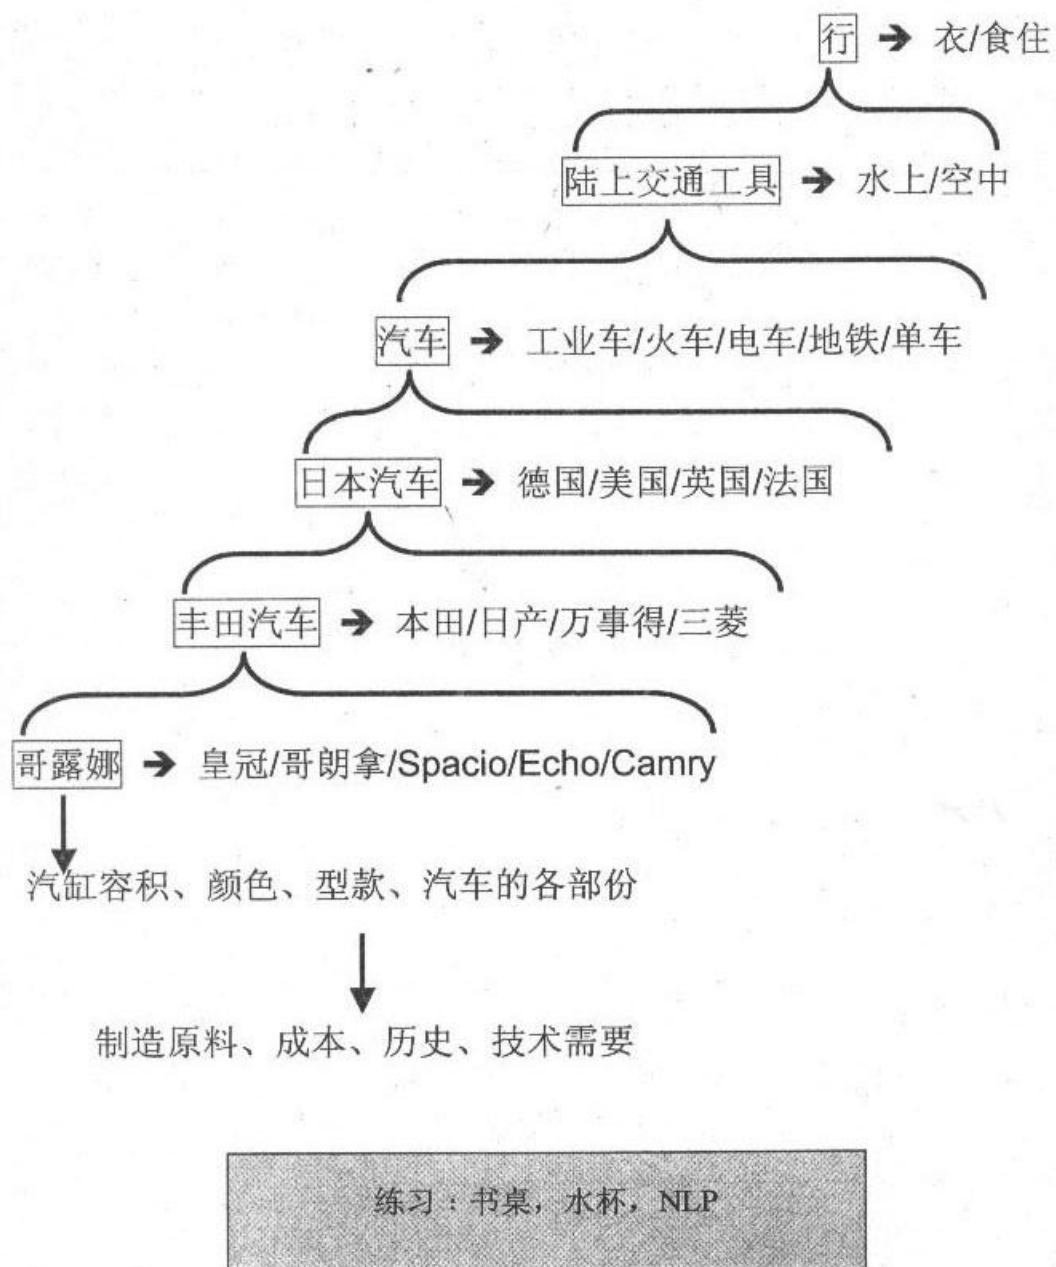 行 ➔ 衣/食住
陆上交通工具 ➔ 水上/空中
汽车 ➔ 工业车/火车/电车/地铁/单车
日本汽车 ➔ 德国/美国/英国/法国
丰田汽车 ➔ 本田/日产/万事得/三菱
哥露娜 ➔ 皇冠/哥朗拿/Spacio/Echo/Camry
汽缸容积、颜色、型款、汽车的各部份
制造原料、成本、历史、技术需要
练习：书桌，水杯，NLP